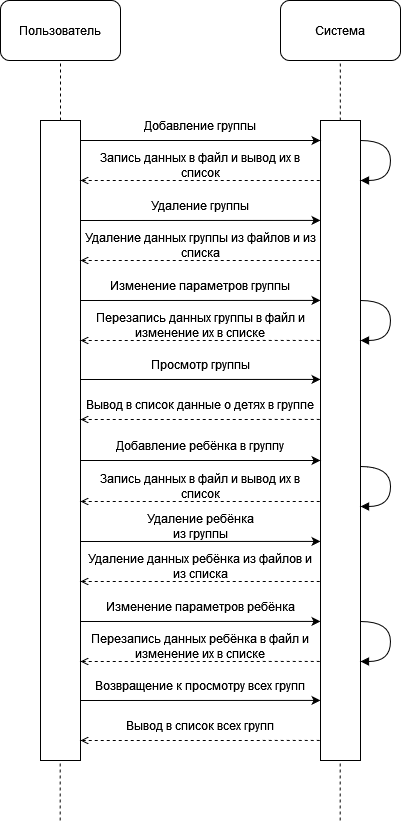 Пользователь
Система
Добавление группы
Запись данных в файл и вывод их в
список
Удаление группы
Удаление данных группы из файлов и из
списка
Изменение параметров группы
Перезапись данных группы в файл и
изменение их в списке
Просмотр группы
Вывод в список данные о детях в группе
Добавление ребёнка в группу
Запись данных в файл и вывод их в
список
Удаление ребёнка
из группы
Удаление данных ребёнка из файлов и
из списка
Изменение параметров ребёнка
Перезапись данных ребёнка в файл и
изменение их в списке
Возвращение к просмотру всех групп
Вывод в список всех групп